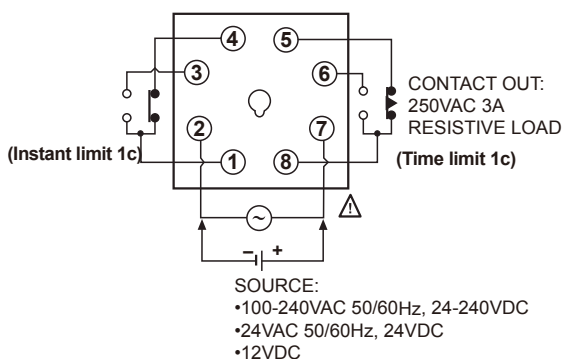 4 5
3 6
CONTACT OUT:
250VAC 3A
RESISTIVE LOAD
2 7
(Instant limit 1c)
1 8
(Time limit 1c)
~
!
− +
SOURCE:
•100-240VAC 50/60Hz, 24-240VDC
•24VAC 50/60Hz, 24VDC
•12VDC